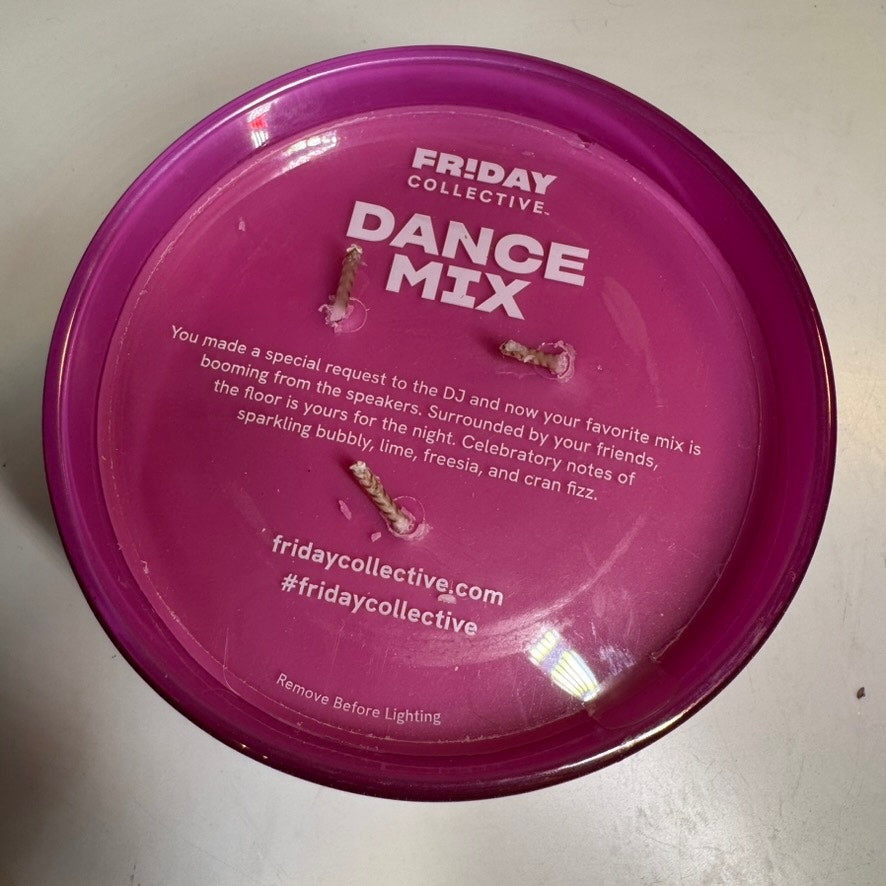 FR!DAY
COLLECTIVE™
DANCE
MIX
You made a special request to the DJ and now your favorite mix is
booming from the speakers. Surrounded by your friends,
the floor is yours for the night. Celebratory notes of
sparkling bubbly, lime, freesia, and cran fizz.
fridaycollective.com
#fridaycollective
Remove Before Lighting